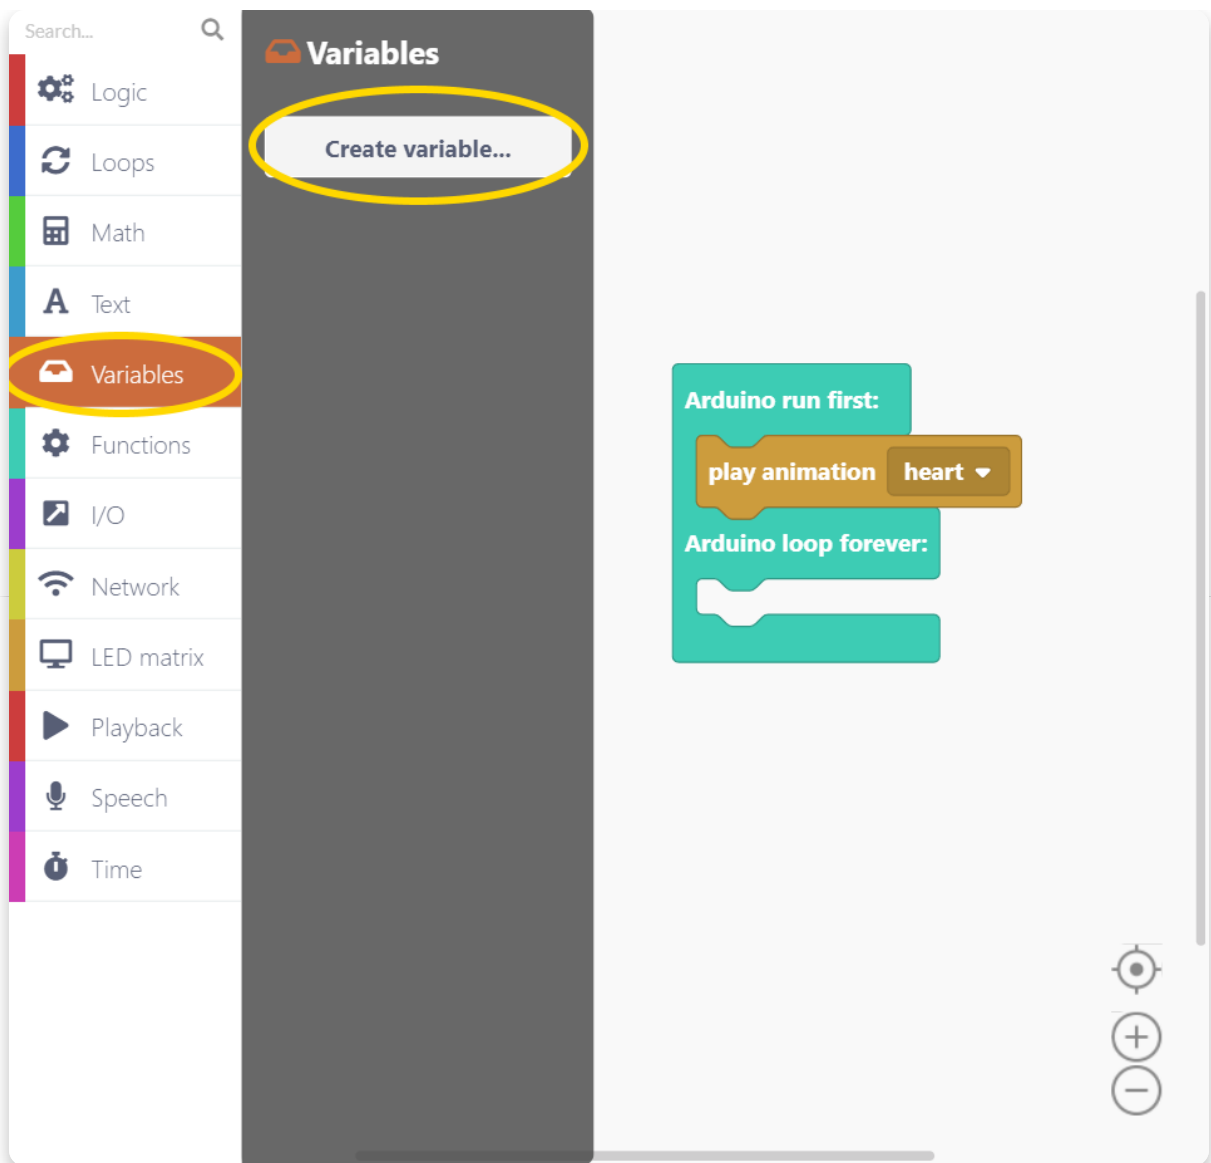 Search...
Logic
Loops
Math
Text
Variables
Functions
I/O
Network
LED matrix
Playback
Speech
Time
Variables
Create variable...
Arduino run first:
play animation heart
Arduino loop forever: